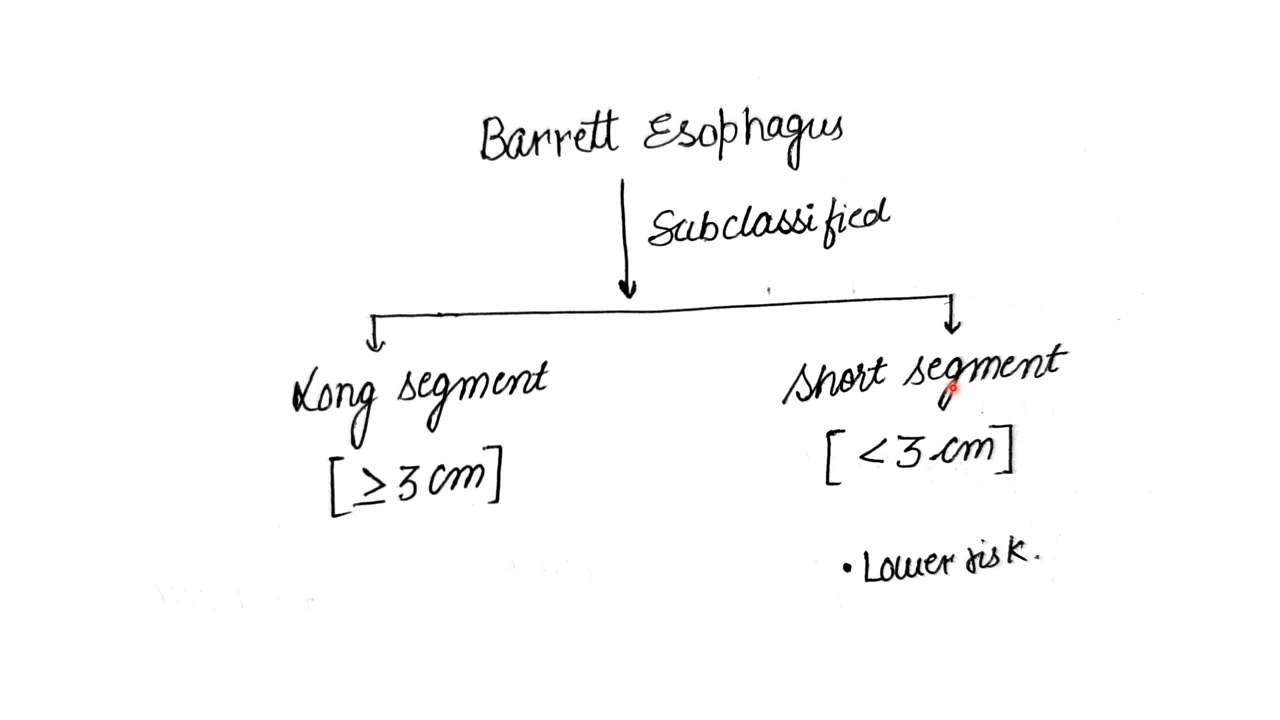 Barrett Esophagus
Subclassified
Long segment
[≥3 cm]
Short segment
[<3 cm]
• Lower risk.